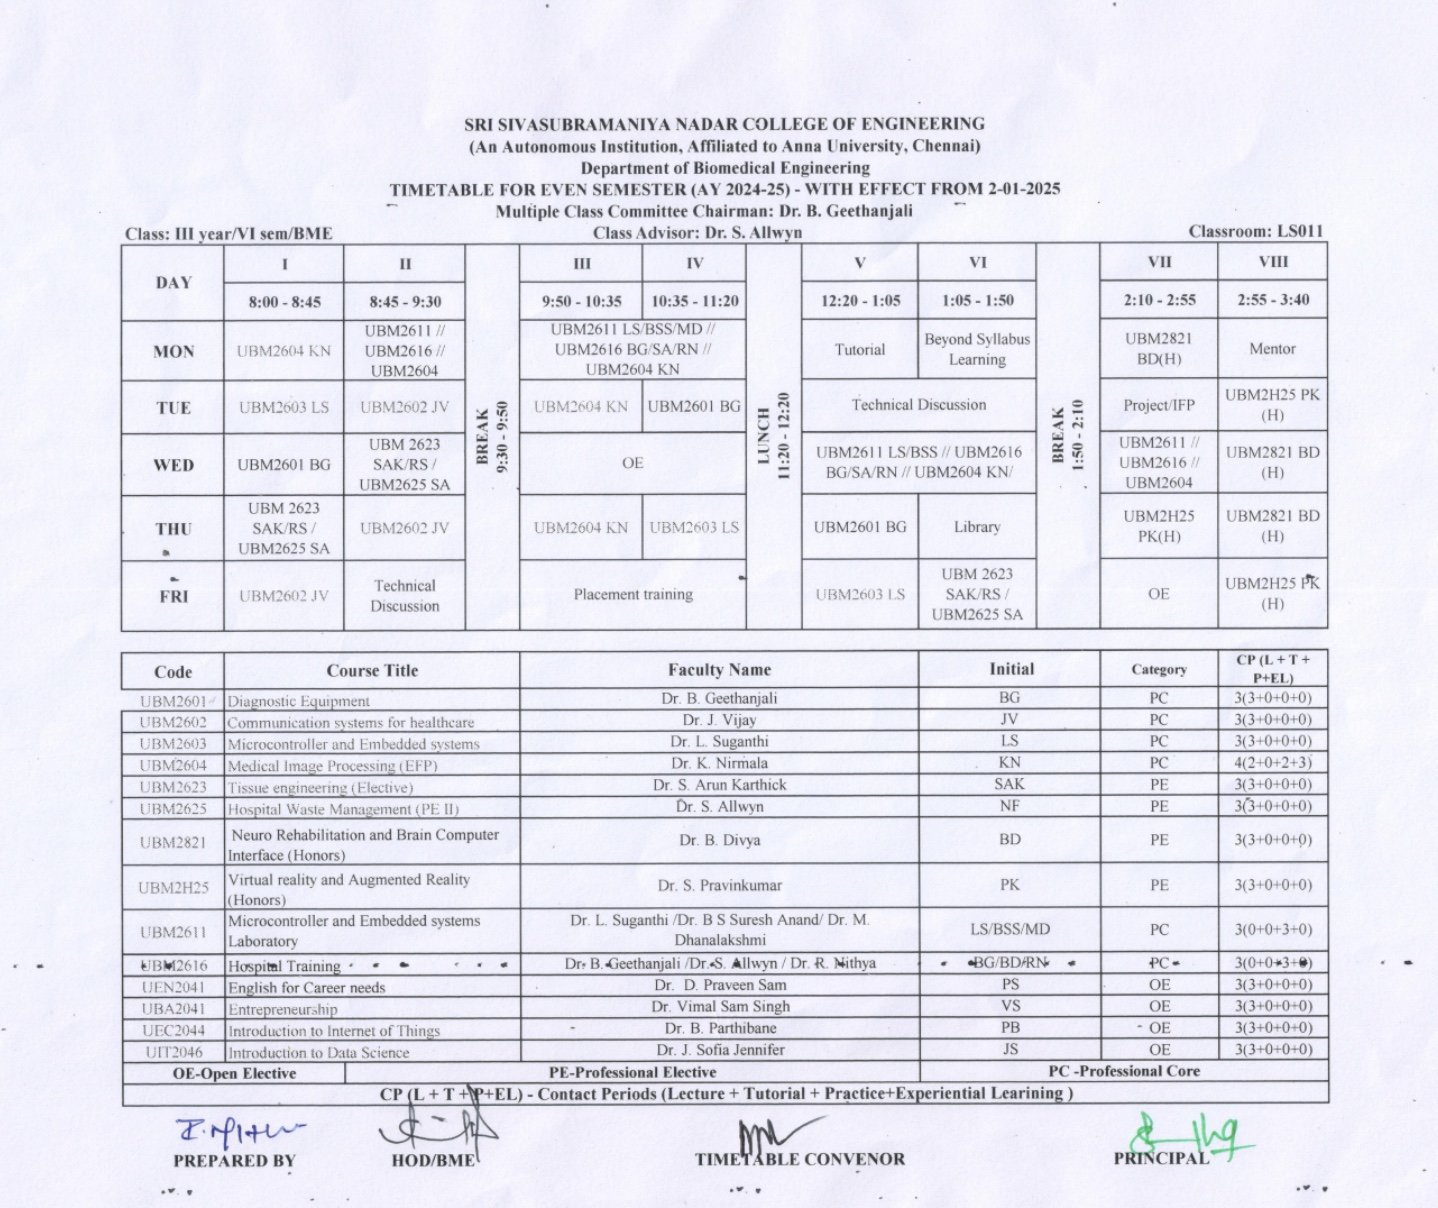 SRI SIVASUBRAMANIYA NADAR COLLEGE OF ENGINEERING
(An Autonomous Institution, Affiliated to Anna University, Chennai)
Department of Biomedical Engineering
TIMETABLE FOR EVEN SEMESTER (AY 2024-25) - WITH EFFECT FROM 2-01-2025
Multiple Class Committee Chairman: Dr. B. Geethanjali
Class: III year/VI sem/BME Class Advisor: Dr. S. Allwyn Classroom: LS011
DAY I II BREAK 9:30 - 9:50 III IV LUNCH 11:20 - 12:20 V VI BREAK 1:50 - 2:10 VII VIII
8:00 - 8:45 8:45 - 9:30 9:50 - 10:35 10:35 - 11:20 12:20 - 1:05 1:05 - 1:50 2:10 - 2:55 2:55 - 3:40
MON UBM2604 KN UBM2611 // UBM2616 // UBM2604 UBM2611 LS/BSS/MD // UBM2616 BG/SA/RN // UBM2604 KN Tutorial Beyond Syllabus Learning UBM2821 BD(H) Mentor
TUE UBM2603 LS UBM2602 JV UBM2604 KN UBM2601 BG Technical Discussion Project/IFP UBM2H25 PK (H)
WED UBM2601 BG UBM 2623 SAK/RS / UBM2625 SA OE UBM2611 LS/BSS // UBM2616 BG/SA/RN // UBM2604 KN/ UBM2611 // UBM2616 // UBM2604 UBM2821 BD (H)
THU UBM 2623 SAK/RS / UBM2625 SA UBM2602 JV UBM2604 KN UBM2603 LS UBM2601 BG Library UBM2H25 PK(H) UBM2821 BD (H)
FRI UBM2602 JV Technical Discussion Placement training UBM2603 LS UBM 2623 SAK/RS / UBM2625 SA OE UBM2H25 PK (H)
Code Course Title Faculty Name Initial Category CP (L + T + P+EL)
UBM2601 Diagnostic Equipment Dr. B. Geethanjali BG PC 3(3+0+0+0)
UBM2602 Communication systems for healthcare Dr. J. Vijay JV PC 3(3+0+0+0)
UBM2603 Microcontroller and Embedded systems Dr. L. Suganthi LS PC 3(3+0+0+0)
UBM2604 Medical Image Processing (EFP) Dr. K. Nirmala KN PC 4(2+0+2+3)
UBM2623 Tissue engineering (Elective) Dr. S. Arun Karthick SAK PE 3(3+0+0+0)
UBM2625 Hospital Waste Management (PE II) Dr. S. Allwyn NF PE 3(3+0+0+0)
UBM2821 Neuro Rehabilitation and Brain Computer Interface (Honors) Dr. B. Divya BD PE 3(3+0+0+0)
UBM2H25 Virtual reality and Augmented Reality (Honors) Dr. S. Pravinkumar PK PE 3(3+0+0+0)
UBM2611 Microcontroller and Embedded systems Laboratory Dr. L. Suganthi /Dr. B S Suresh Anand/ Dr. M. Dhanalakshmi LS/BSS/MD PC 3(0+0+3+0)
UBM2616 Hospital Training Dr. B. Geethanjali /Dr. S. Allwyn / Dr. R. Nithya BG/BD/RN PC 3(0+0+3+0)
UEN2041 English for Career needs Dr. D. Praveen Sam PS OE 3(3+0+0+0)
UBA2041 Entrepreneurship Dr. Vimal Sam Singh VS OE 3(3+0+0+0)
UEC2044 Introduction to Internet of Things Dr. B. Parthibane PB OE 3(3+0+0+0)
UIT2046 Introduction to Data Science Dr. J. Sofia Jennifer JS OE 3(3+0+0+0)
OE-Open Elective PE-Professional Elective PC -Professional Core
CP (L + T + P+EL) - Contact Periods (Lecture + Tutorial + Practice+Experiential Learining )
PREPARED BY HOD/BME TIMETABLE CONVENOR PRINCIPAL